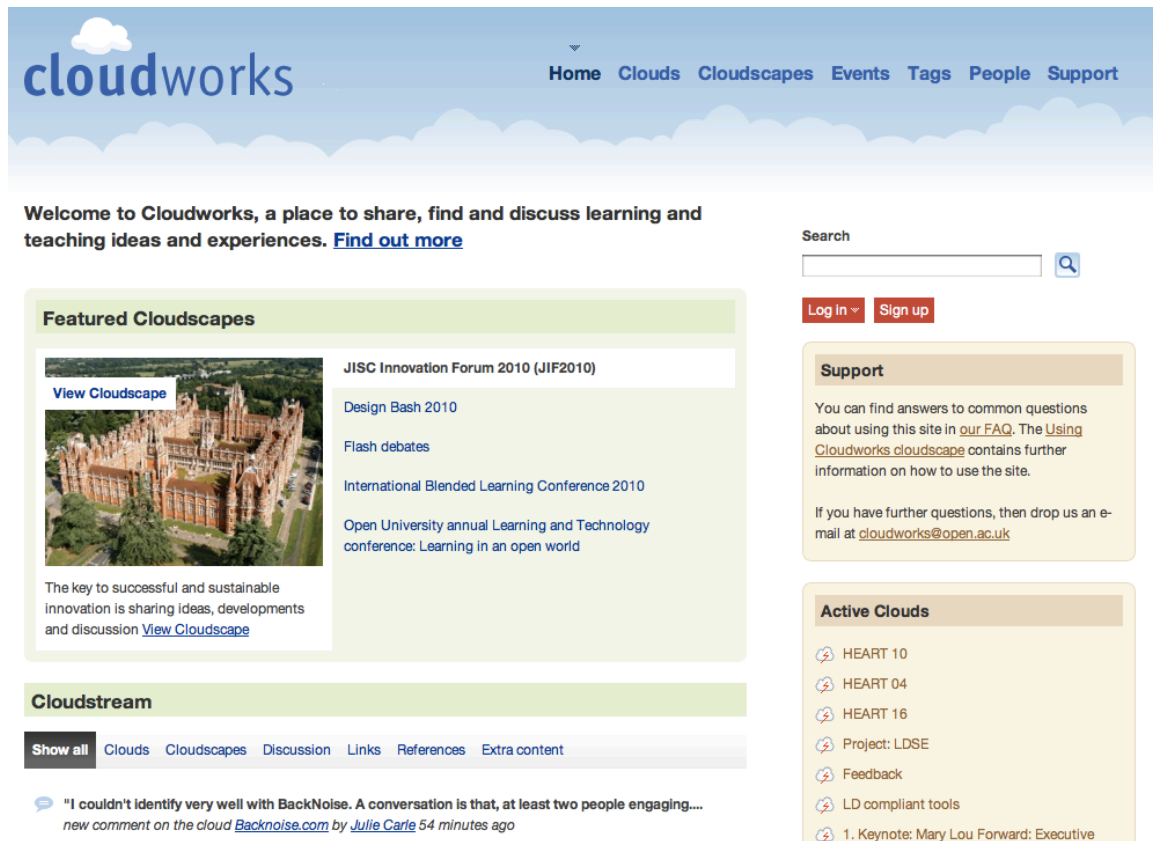 cloudworks
Home Clouds Cloudscapes Events Tags People Support
Welcome to Cloudworks, a place to share, find and discuss learning and
teaching ideas and experiences. Find out more
Featured Cloudscapes
View Cloudscape
The key to successful and sustainable
innovation is sharing ideas, developments
and discussion View Cloudscape
JISC Innovation Forum 2010 (JIF2010)
Design Bash 2010
Flash debates
International Blended Learning Conference 2010
Open University annual Learning and Technology
conference: Learning in an open world
Cloudstream
Show all Clouds Cloudscapes Discussion Links References Extra content
"I couldn't identify very well with BackNoise. A conversation is that, at least two people engaging....
new comment on the cloud Backnoise.com by Julie Carle 54 minutes ago
Search
Log in Sign up
Support
You can find answers to common questions
about using this site in our FAQ. The Using
Cloudworks cloudscape contains further
information on how to use the site.
If you have further questions, then drop us an e-
mail at cloudworks@open.ac.uk
Active Clouds
HEART 10
HEART 04
HEART 16
Project: LDSE
Feedback
LD compliant tools
1. Keynote: Mary Lou Forward: Executive